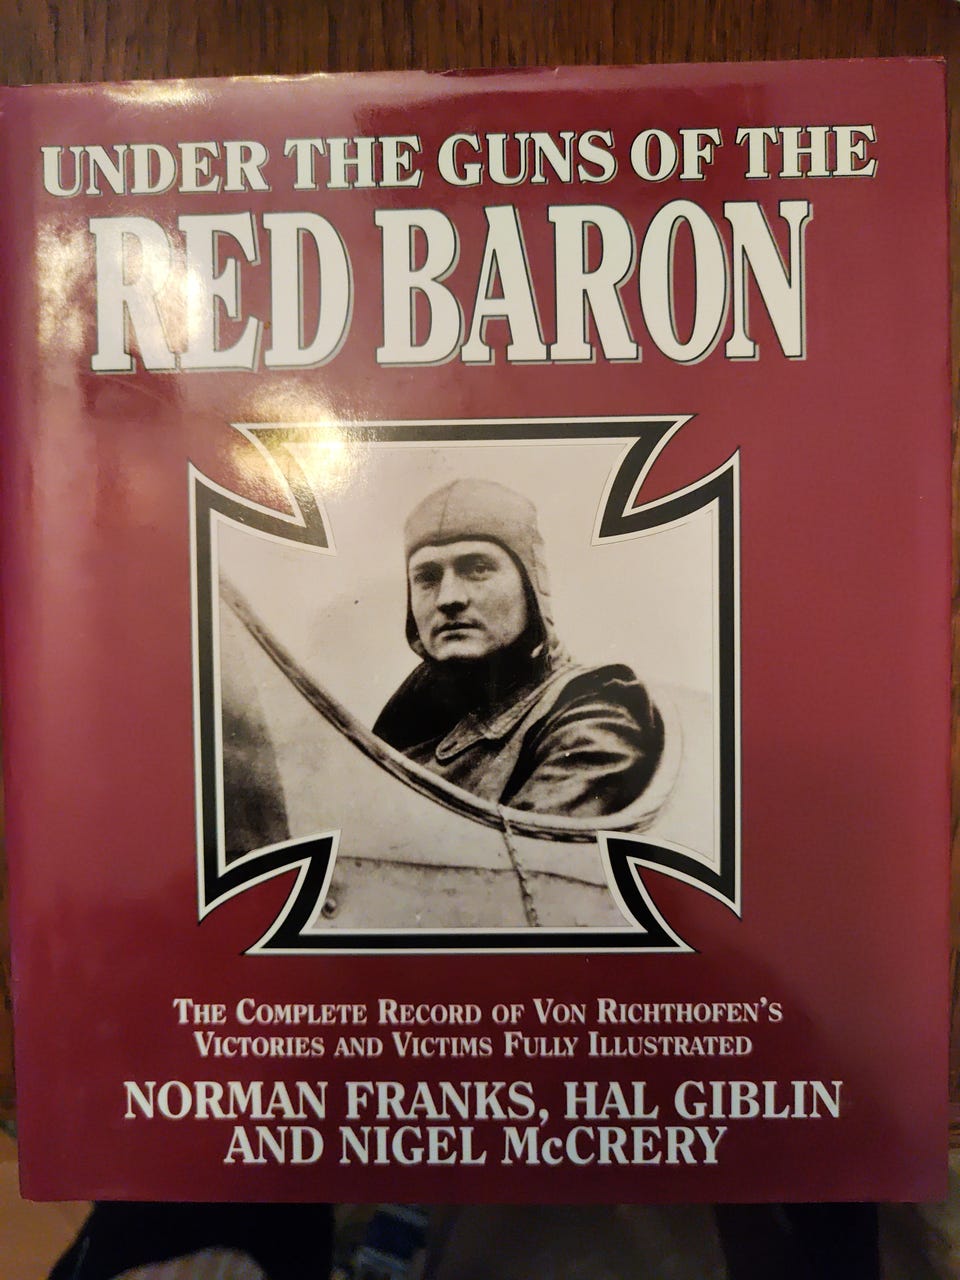 UNDER THE GUNS OF THE
RED BARON
THE COMPLETE RECORD OF VON RICHTHOFEN'S
VICTORIES AND VICTIMS FULLY ILLUSTRATED
NORMAN FRANKS, HAL GIBLIN
AND NIGEL McCRERY